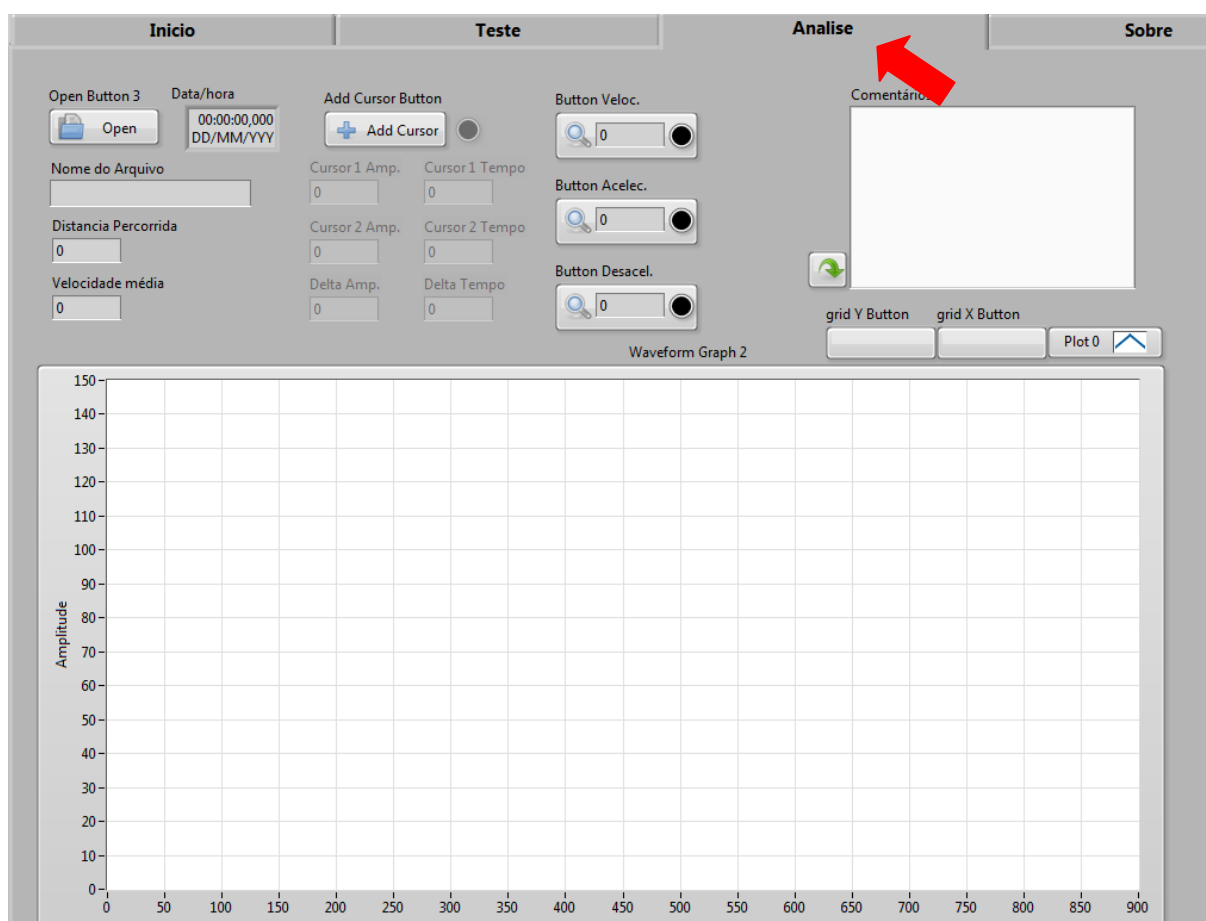 Inicio
Teste
Analise
Sobre
Open Button 3
Data/hora
Open
00:00:00,000
DD/MM/YYY
Nome do Arquivo
Distancia Percorrida
0
Velocidade média
0
Add Cursor Button
Add Cursor
Cursor 1 Amp.
Cursor 1 Tempo
0
0
Cursor 2 Amp.
Cursor 2 Tempo
0
0
Delta Amp.
Delta Tempo
0
0
Button Veloc.
0
Button Acelec.
0
Button Desacel.
0
Comentários
grid Y Button
grid X Button
Plot 0
Waveform Graph 2
Amplitude
150
140
130
120
110
100
90
80
70
60
50
40
30
20
10
0
0 50 100 150 200 250 300 350 400 450 500 550 600 650 700 750 800 850 900